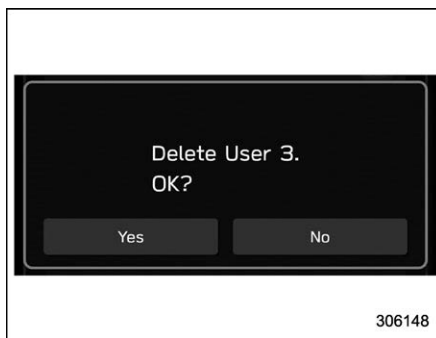 Delete User 3.
OK?
Yes
No
306148